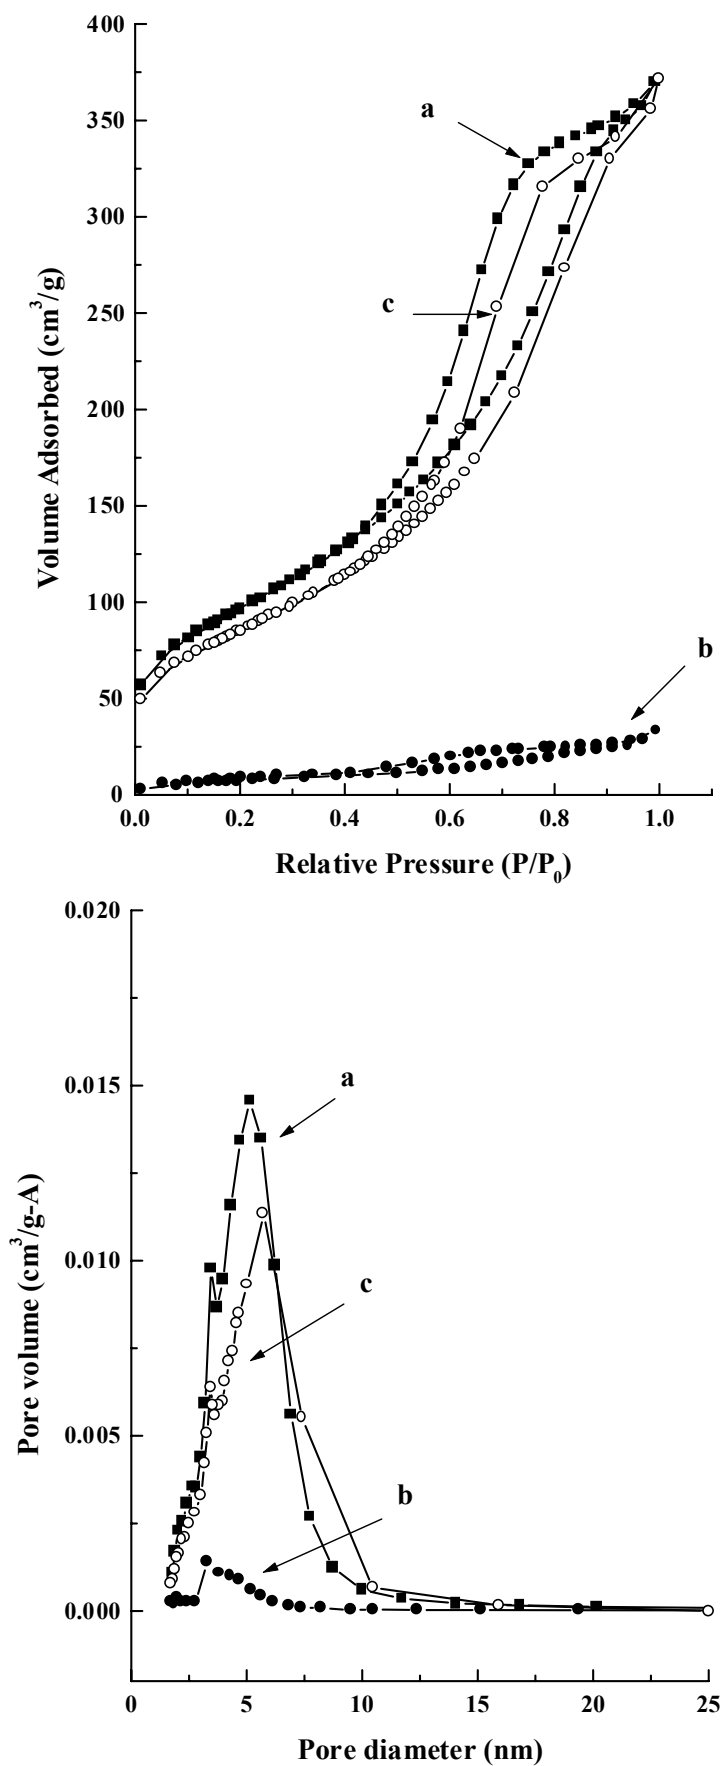 400
350
300
250
200
150
100
50
0
Volume Adsorbed (cm³/g)
a
c
b
0.0 0.2 0.4 0.6 0.8 1.0
Relative Pressure (P/P₀)
0.020
0.015
0.010
0.005
0.000
Pore volume (cm³/g-A)
a
c
b
0 5 10 15 20 25
Pore diameter (nm)